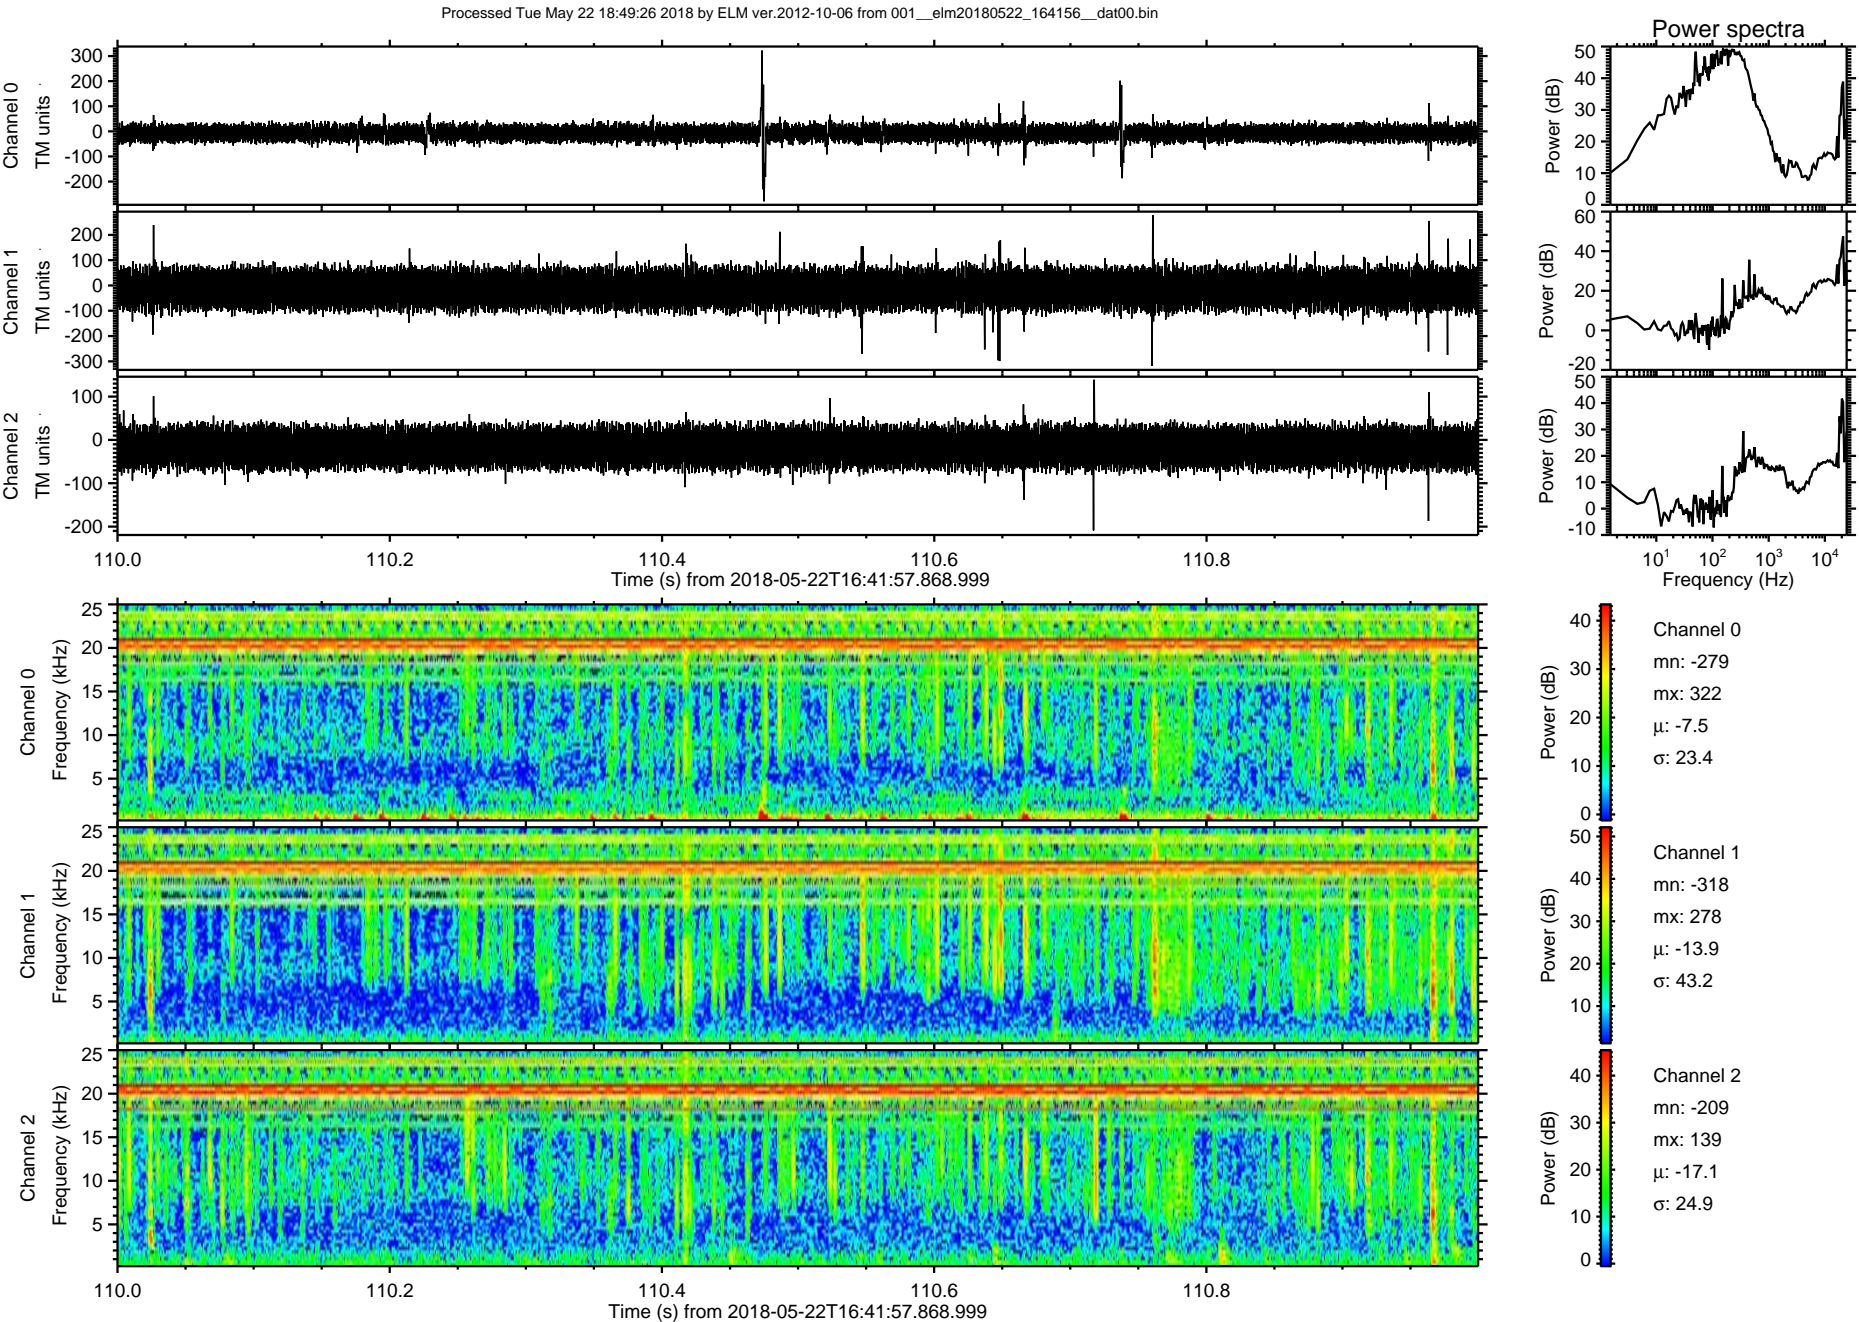 Processed Tue May 22 18:49:26 2018 by ELM ver.2012-10-06 from 001__elm20180522_164156__dat00.bin
Power spectra
Channel 0
TM units
300
200
100
0
-100
-200
Power (dB)
50
40
30
20
10
0
Channel 1
TM units
200
100
0
-100
-200
-300
Power (dB)
60
40
20
0
-20
Channel 2
TM units
100
0
-100
-200
Power (dB)
50
40
30
20
10
0
-10
110.0 110.2 110.4 110.6 110.8
Time (s) from 2018-05-22T16:41:57.868.999
10^1 10^2 10^3 10^4
Frequency (Hz)
Channel 0
Frequency (kHz)
25
20
15
10
5
Power (dB)
40
30
20
10
0
Channel 0
mn: -279
mx: 322
μ: -7.5
σ: 23.4
Channel 1
Frequency (kHz)
25
20
15
10
5
Power (dB)
50
40
30
20
10
Channel 1
mn: -318
mx: 278
μ: -13.9
σ: 43.2
Channel 2
Frequency (kHz)
25
20
15
10
5
Power (dB)
40
30
20
10
0
Channel 2
mn: -209
mx: 139
μ: -17.1
σ: 24.9
110.0 110.2 110.4 110.6 110.8
Time (s) from 2018-05-22T16:41:57.868.999